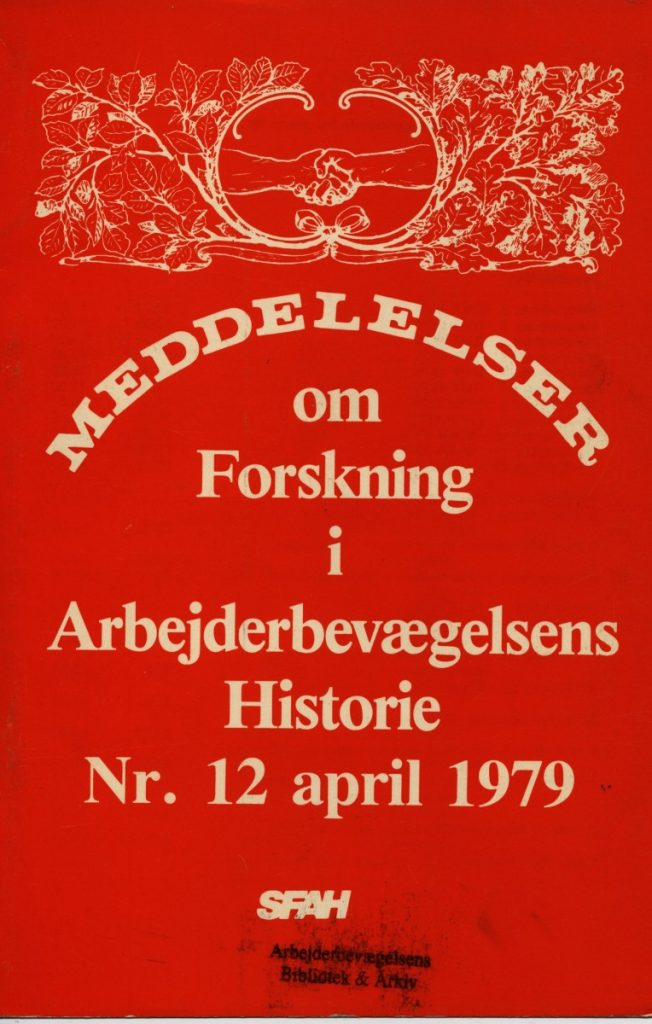 MEDDELELSER
om
Forskning
i
Arbejderbevægelsens
Historie
Nr. 12 april 1979
SFAH
Arbejderbevægelsens
Bibliotek & Arkiv